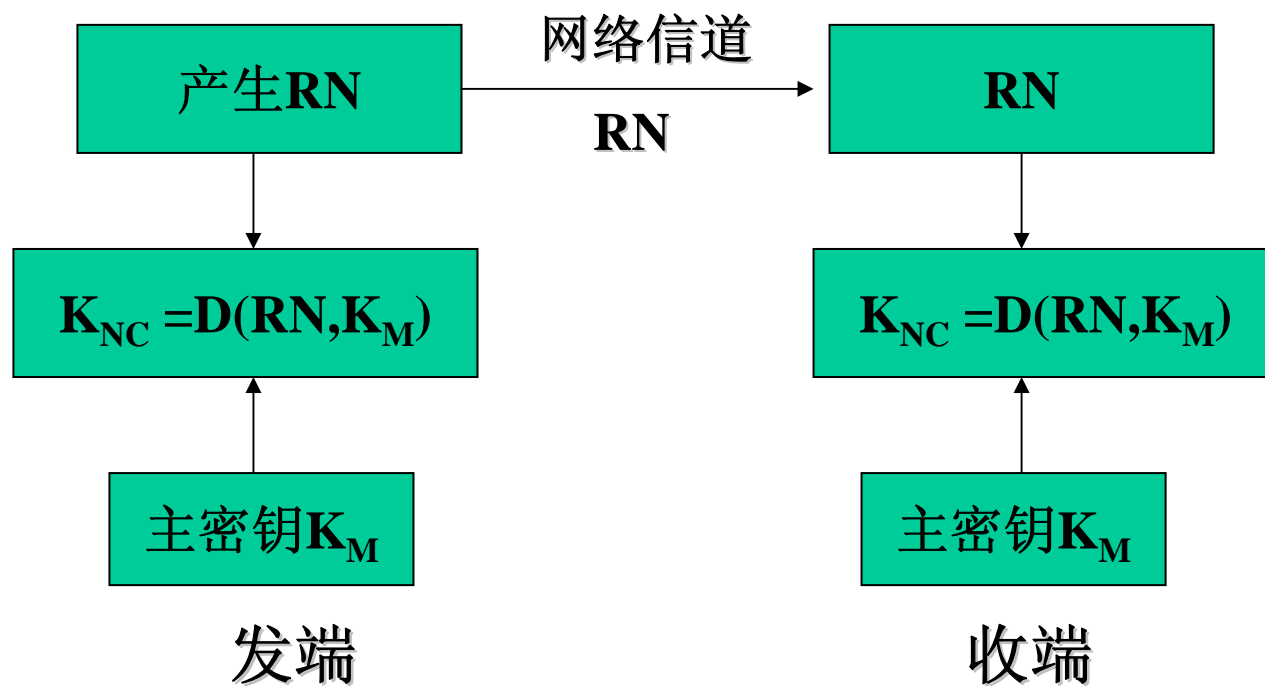 网络信道
产生RN
RN
RN
K_NC =D(RN,K_M)
K_NC =D(RN,K_M)
主密钥K_M
主密钥K_M
发端
收端